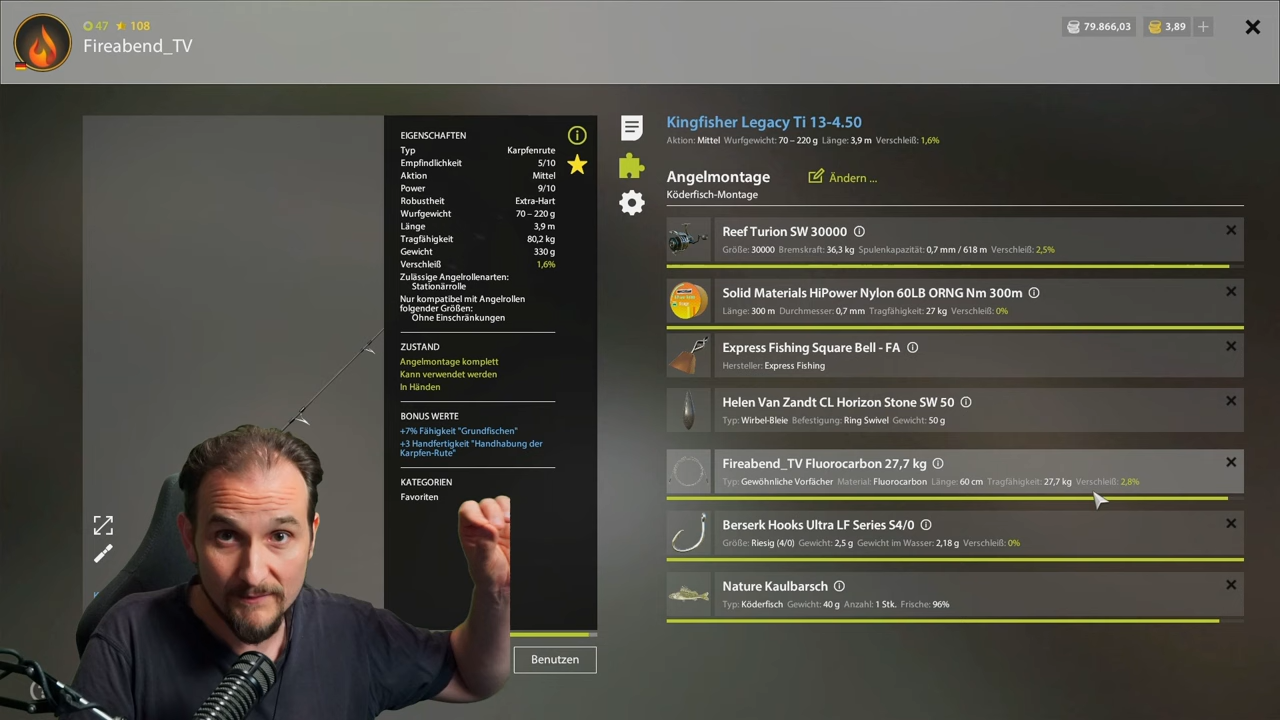 47 108
Fireabend_TV
79.866,03 3,89
EIGENSCHAFTEN
Typ Karpfenrute
Empfindlichkeit 5/10
Aktion Mittel
Power 9/10
Robustheit Extra-Hart
Wurfgewicht 70 – 220 g
Länge 3,9 m
Tragfähigkeit 80,2 kg
Gewicht 330 g
Verschleiß 1,6%
Zulässige Angelrollenarten:
Stationärrolle
Nur kompatibel mit Angelrollen
folgender Größen:
Ohne Einschränkungen
ZUSTAND
Angelmontage komplett
Kann verwendet werden
In Händen
BONUS WERTE
+7% Fähigkeit "Grundfischen"
+3 Handfertigkeit "Handhabung der
Karpfen-Rute"
KATEGORIEN
Favoriten
Benutzen
Kingfisher Legacy Ti 13-4.50
Aktion: Mittel Wurfgewicht: 70 – 220 g Länge: 3,9 m Verschleiß: 1,6%
Angelmontage Ändern ...
Köderfisch-Montage
Reef Turion SW 30000
Größe: 30000 Bremskraft: 36,3 kg Spulenkapazität: 0,7 mm / 618 m Verschleiß: 2,5%
Solid Materials HiPower Nylon 60LB ORNG Nm 300m
Länge: 300 m Durchmesser: 0,7 mm Tragfähigkeit: 27 kg Verschleiß: 0%
Express Fishing Square Bell - FA
Hersteller: Express Fishing
Helen Van Zandt CL Horizon Stone SW 50
Typ: Wirbel-Bleie Befestigung: Ring Swivel Gewicht: 50 g
Fireabend_TV Fluorocarbon 27,7 kg
Typ: Gewöhnliche Vorfächer Material: Fluorocarbon Länge: 60 cm Tragfähigkeit: 27,7 kg Verschleiß: 2,8%
Berserk Hooks Ultra LF Series S4/0
Größe: Riesig (4/0) Gewicht: 2,5 g Gewicht im Wasser: 2,18 g Verschleiß: 0%
Nature Kaulbarsch
Typ: Köderfisch Gewicht: 40 g Anzahl: 1 Stk. Frische: 96%